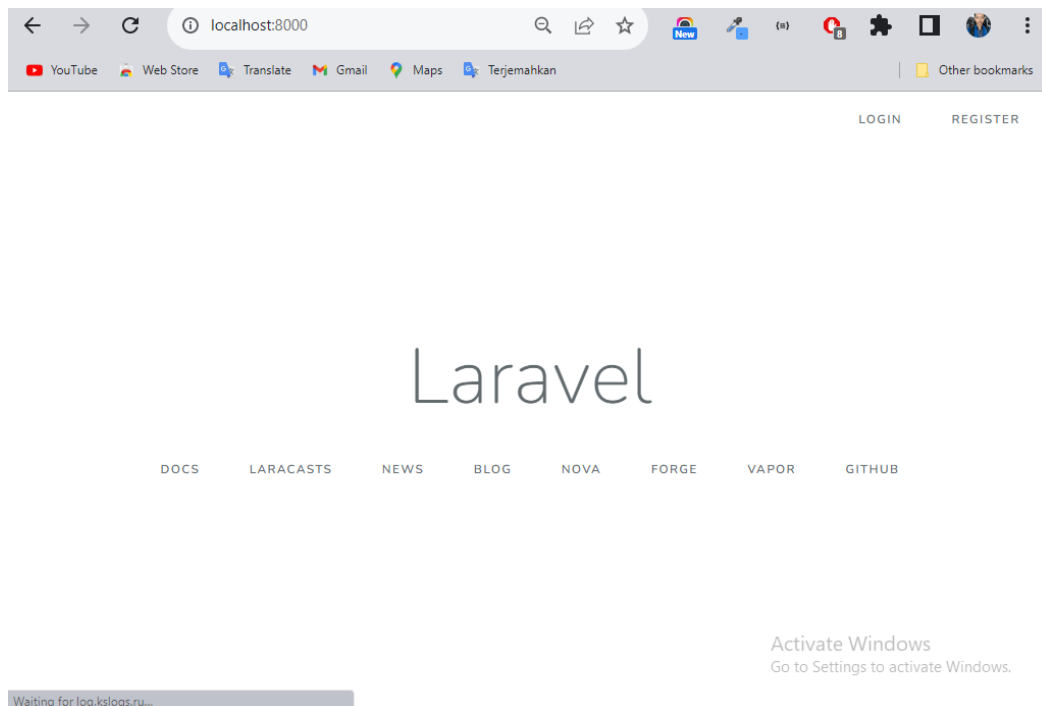 localhost:8000
New
{=}
8
YouTube Web Store Translate Gmail Maps Terjemahkan Other bookmarks
LOGIN REGISTER
Laravel
DOCS LARACASTS NEWS BLOG NOVA FORGE VAPOR GITHUB
Activate Windows
Go to Settings to activate Windows.
Waiting for log.kslogs.ru...